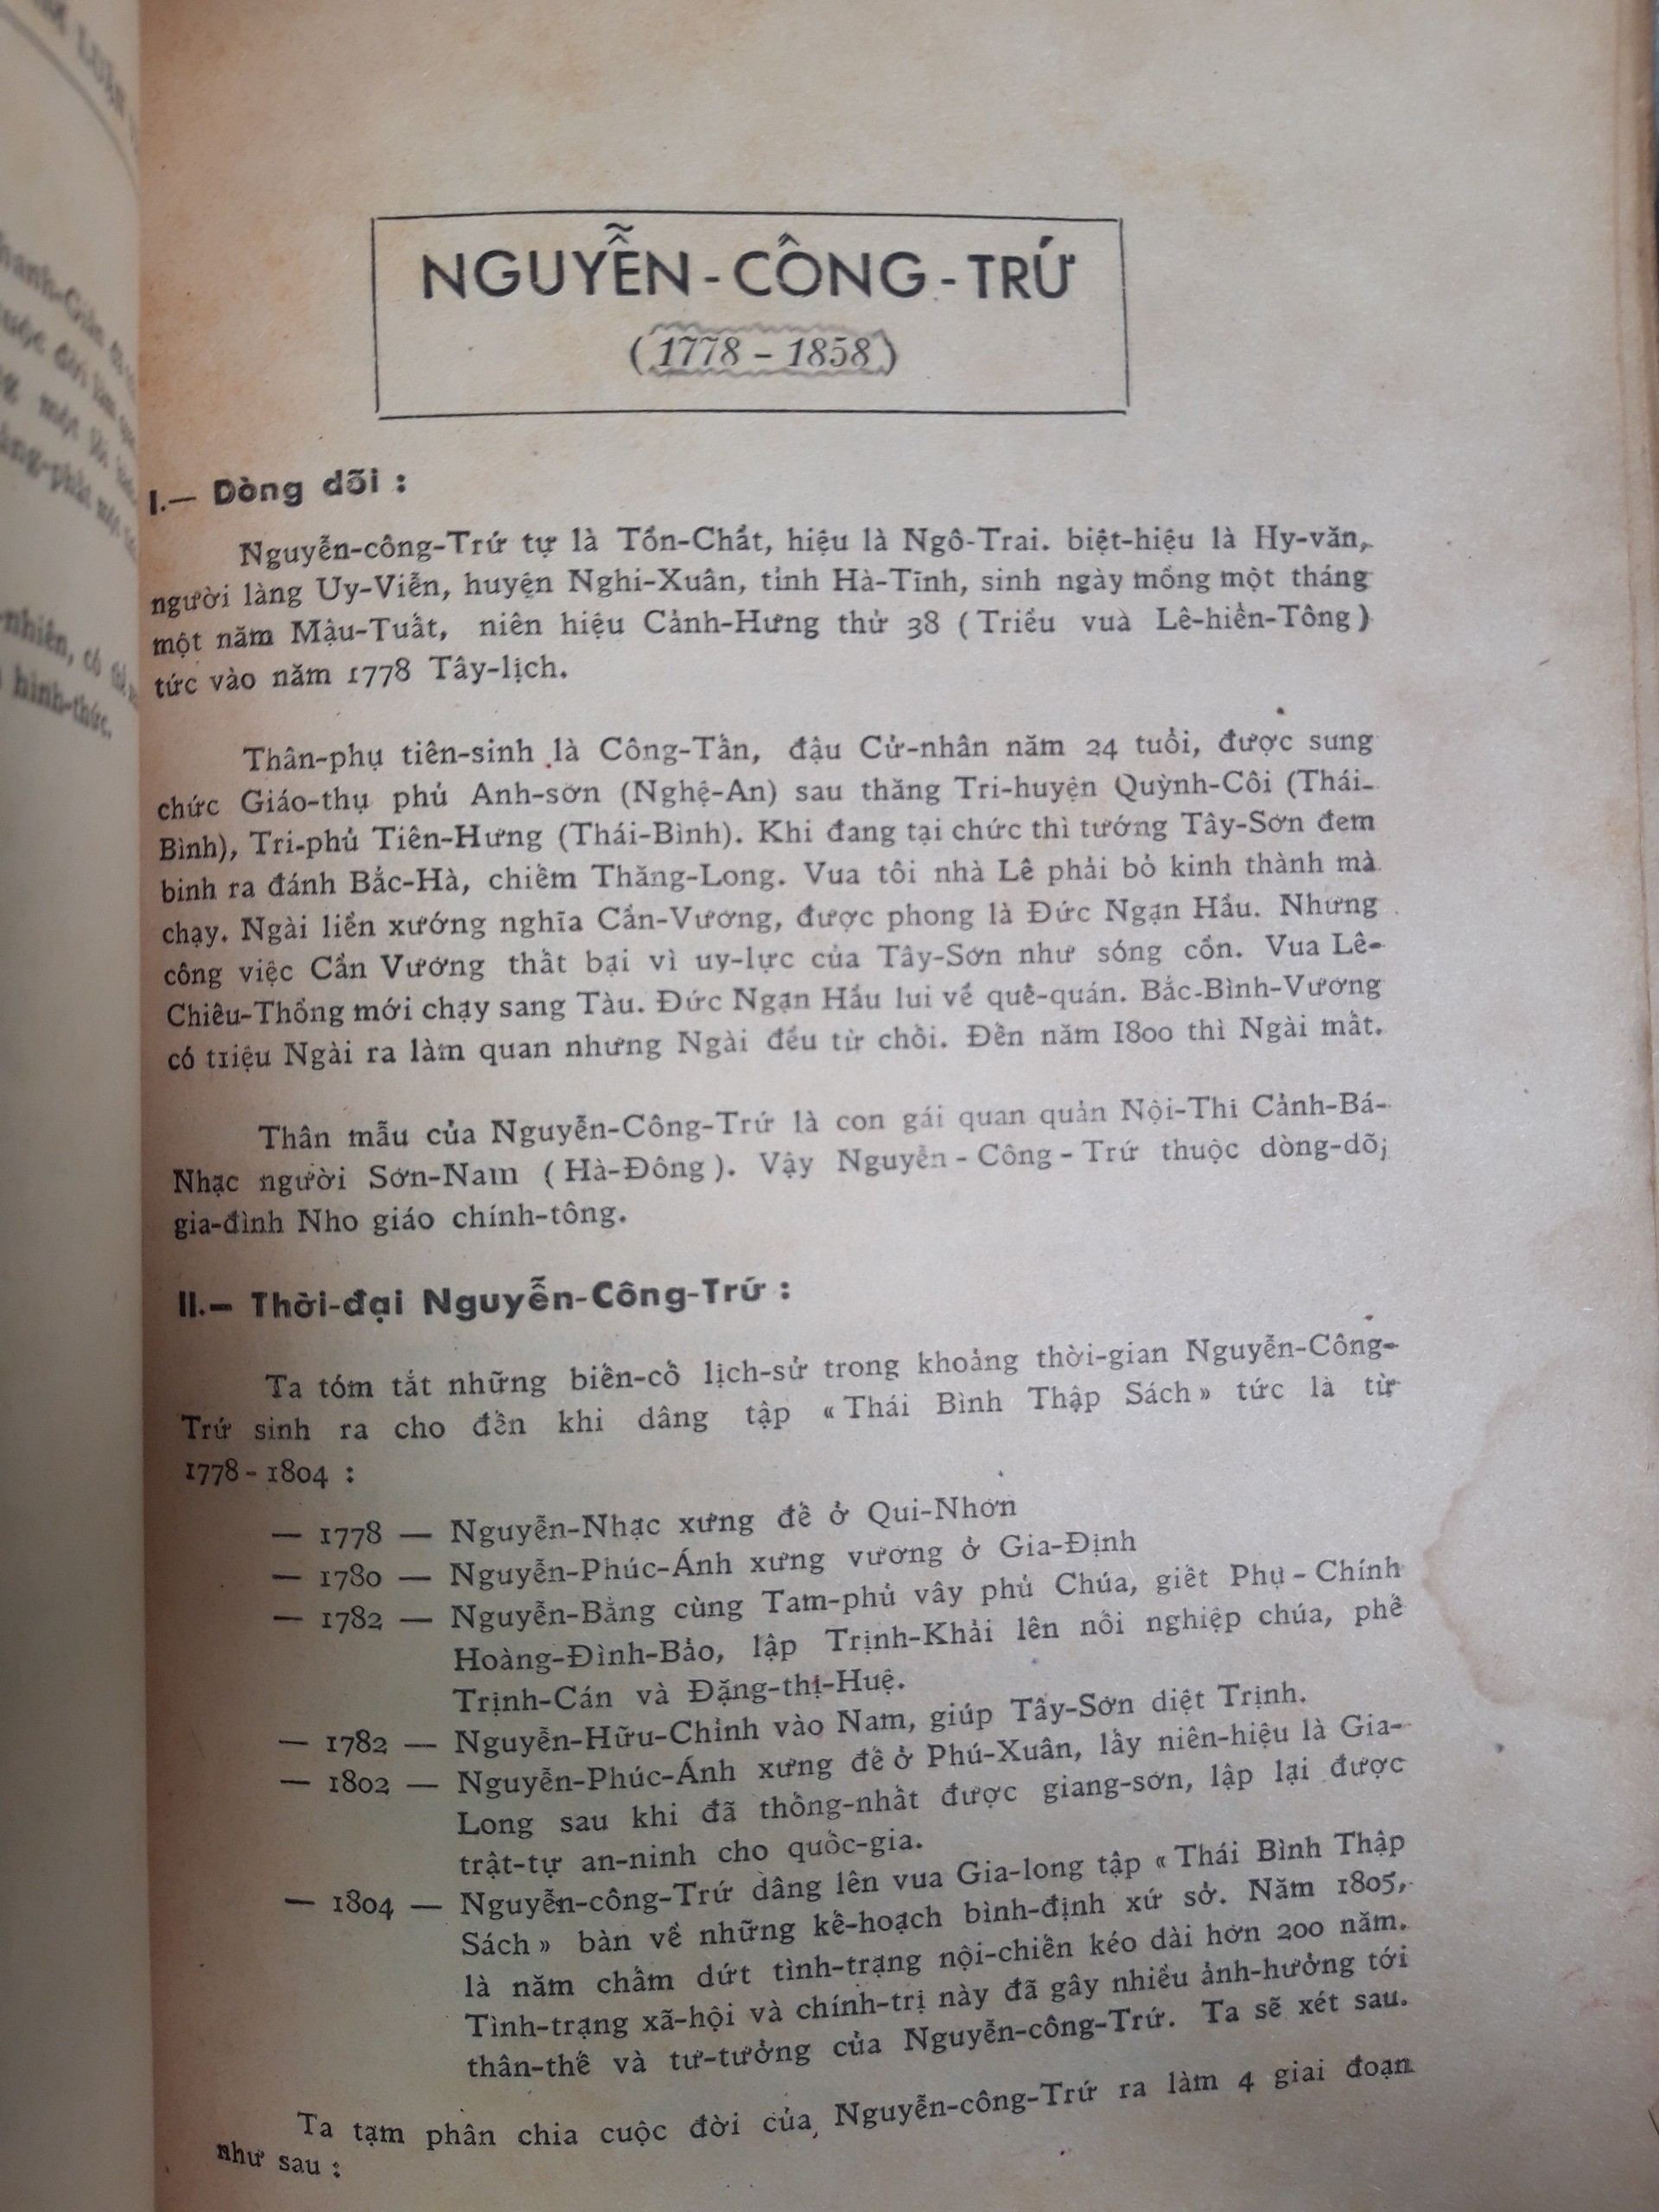 NGUYỄN - CÔNG - TRỨ
(1778 - 1858)
I.— Dòng dõi :
Nguyễn-công-Trứ tự là Tồn-Chất, hiệu là Ngô-Trai. biệt-hiệu là Hy-văn,
người làng Uy-Viễn, huyện Nghi-Xuân, tỉnh Hà-Tĩnh, sinh ngày mồng một tháng
một năm Mậu-Tuất, niên hiệu Cảnh-Hưng thứ 38 ( Triều vuà Lê-hiển-Tông )
tức vào năm 1778 Tây-lịch.
Thân-phụ tiên-sinh là Công-Tấn, đậu Cử-nhân năm 24 tuổi, được sung
chức Giáo-thụ phủ Anh-sơn (Nghệ-An) sau thăng Tri-huyện Quỳnh-Côi (Thái-
Bình), Tri-phủ Tiên-Hưng (Thái-Bình). Khi đang tại chức thì tướng Tây-Sơn đem
binh ra đánh Bắc-Hà, chiếm Thăng-Long. Vua tôi nhà Lê phải bỏ kinh thành mà
chạy. Ngài liền xướng nghĩa Cần-Vương, được phong là Đức Ngạn Hầu. Nhưng
công việc Cần Vướng thất bại vì uy-lực của Tây-Sơn như sóng cồn. Vua Lê-
Chiêu-Thống mới chạy sang Tàu. Đức Ngạn Hầu lui về quê-quán. Bắc-Bình-Vương
có triệu Ngài ra làm quan nhưng Ngài đều từ chối. Đến năm 1800 thì Ngài mất.
Thân mẫu của Nguyễn-Công-Trứ là con gái quan quản Nội-Thi Cảnh-Bá-
Nhạc người Sơn-Nam ( Hà-Đông ). Vậy Nguyễn - Công - Trứ thuộc dòng-dõi
gia-đình Nho giáo chính-tông.
II.— Thời-đại Nguyễn-Công-Trứ :
Ta tóm tắt những biến-cố lịch-sử trong khoảng thời-gian Nguyễn-Công-
Trứ sinh ra cho đến khi dâng tập « Thái Bình Thập Sách » tức là từ
1778 - 1804 :
— 1778 — Nguyễn-Nhạc xưng đế ở Qui-Nhơn
— 1780 — Nguyễn-Phúc-Ánh xưng vương ở Gia-Định
— 1782 — Nguyễn-Bằng cùng Tam-phủ vây phủ Chúa, giết Phụ - Chính
Hoàng-Đình-Bảo, lập Trịnh-Khải lên nối nghiệp chúa, phế
Trịnh-Cán và Đặng-thị-Huệ.
— 1782 — Nguyễn-Hữu-Chỉnh vào Nam, giúp Tây-Sơn diệt Trịnh.
— 1802 — Nguyễn-Phúc-Ánh xưng đế ở Phú-Xuân, lấy niên-hiệu là Gia-
Long sau khi đã thống-nhất được giang-sơn, lập lại được
trật-tự an-ninh cho quốc-gia.
— 1804 — Nguyễn-công-Trứ dâng lên vua Gia-long tập « Thái Bình Thập
Sách » bàn về những kế-hoạch bình-định xứ sở. Năm 1805,
là năm chấm dứt tình-trạng nội-chiến kéo dài hơn 200 năm.
Tình-trạng xã-hội và chính-trị này đã gây nhiều ảnh-hưởng tới
thân-thế và tư-tưởng của Nguyễn-công-Trứ. Ta sẽ xét sau.
Ta tạm phân chia cuộc đời của Nguyễn-công-Trứ ra làm 4 giai đoạn
như sau :